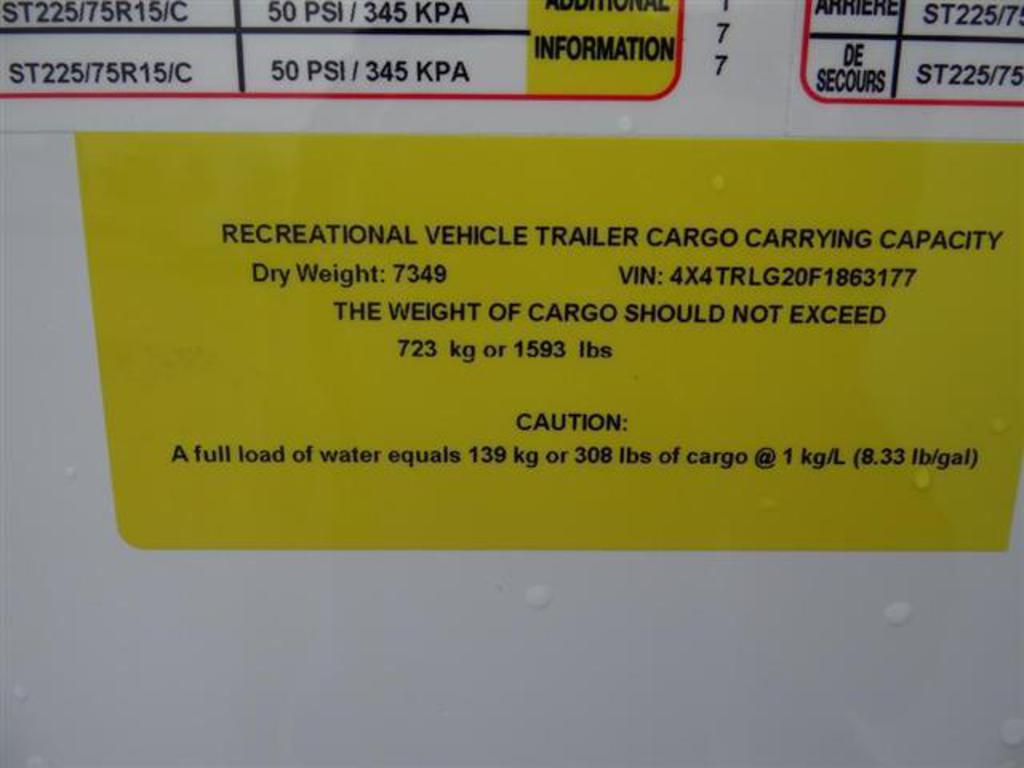 ST225/75R15/C 50 PSI / 345 KPA ADDITIONAL
INFORMATION
ST225/75R15/C 50 PSI / 345 KPA
7
7
ARRIERE ST225/75
DE
SECOURS ST225/75
RECREATIONAL VEHICLE TRAILER CARGO CARRYING CAPACITY
Dry Weight: 7349 VIN: 4X4TRLG20F1863177
THE WEIGHT OF CARGO SHOULD NOT EXCEED
723 kg or 1593 lbs
CAUTION:
A full load of water equals 139 kg or 308 lbs of cargo @ 1 kg/L (8.33 lb/gal)